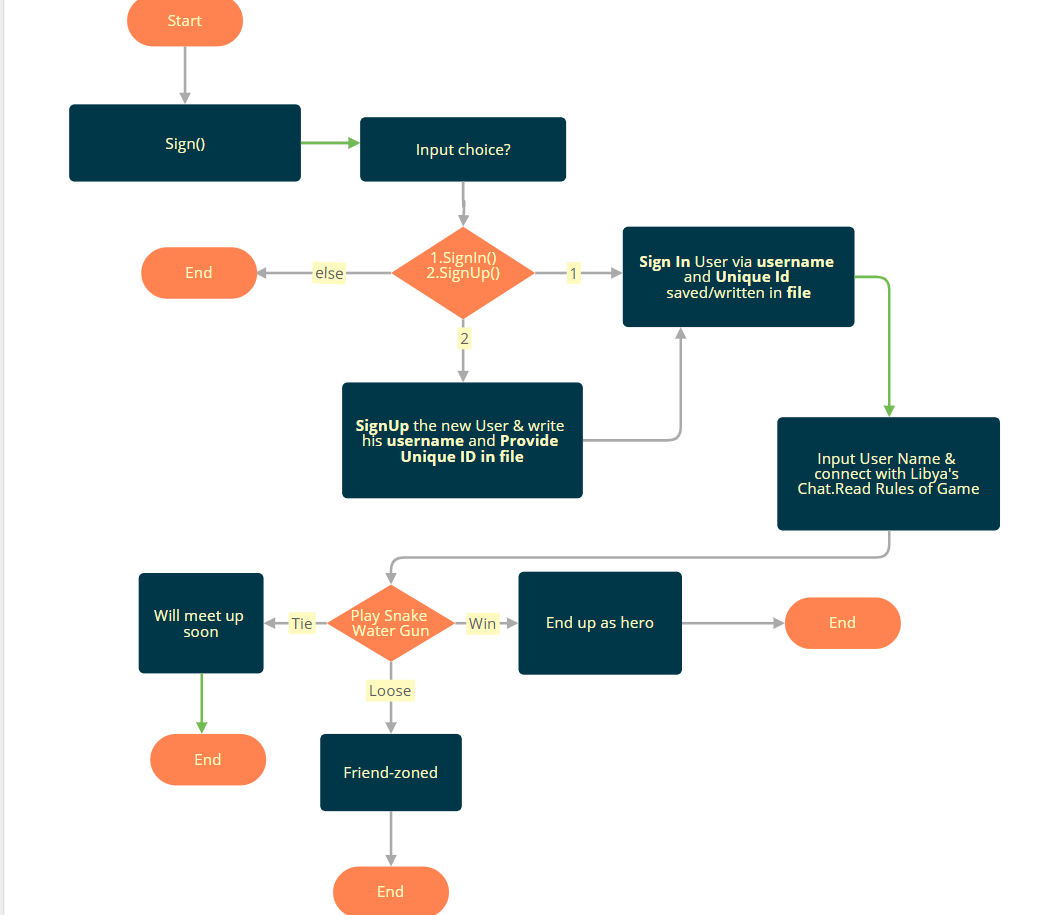 Start
Sign()
Input choice?
1.SignIn()
2.SignUp()
else
End
1
Sign In User via username
and Unique Id
saved/written in file
2
SignUp the new User & write
his username and Provide
Unique ID in file
Input User Name &
connect with Libya's
Chat.Read Rules of Game
Will meet up
soon
Tie
Play Snake
Water Gun
Win
End up as hero
End
Loose
End
Friend-zoned
End